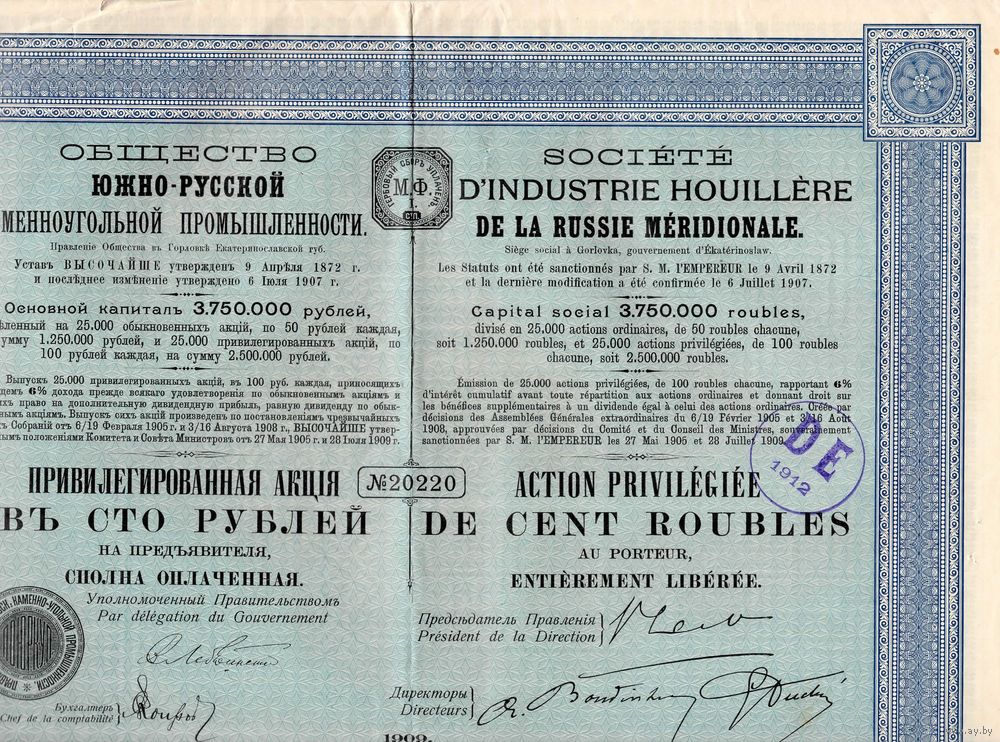 ОБЩЕСТВО
ЮЖНО-РУССКОЙ
МЕННОУГОЛЬНОЙ ПРОМЫШЛЕННОСТИ.
Правленіе Общества въ Горловкѣ Екатеринославской губ.
Уставъ ВЫСОЧАЙШЕ утвержденъ 9 Апрѣля 1872 г.
и послѣднее измѣненіе утверждено 6 Іюля 1907 г.
Основной капиталъ 3.750.000 рублей,
ленный на 25.000 обыкновенныхъ акцій, по 50 рублей каждая,
умму 1.250.000 рублей, и 25.000 привилегированныхъ акцій, по
100 рублей каждая, на сумму 2.500.000 рублей.
Выпускъ 25.000 привилегированныхъ акцій, въ 100 руб. каждая, приносящихъ
щемъ 6% дохода прежде всякаго удовлетворенія по обыкновеннымъ акціямъ и
хъ право на дополнительную дивидендную прибыль, равную дивиденду по обык-
нымъ акціямъ. Выпускъ сихъ акцій произведенъ по постановленіямъ чрезвычайныхъ
ъ Собраній отъ 6/19 Февраля 1905 г. и 3/16 Августа 1908 г., ВЫСОЧАЙШЕ утвер-
нымъ положеніями Комитета и Совѣта Министровъ отъ 27 Мая 1905 г. и 28 Іюля 1909 г.
ПРИВИЛЕГИРОВАННАЯ АКЦІЯ
ВЪ СТО РУБЛЕЙ
НА ПРЕДЪЯВИТЕЛЯ,
СПОЛНА ОПЛАЧЕННАЯ.
Уполномоченный Правительствомъ
Par délégation du Gouvernement
Бухгалтеръ
Chef de la comptabilité
КАМЕННО-УГОЛЬНОЙ ПРОМЫШЛЕННОСТИ.
ГЕРБОВЫЙ СБОРЪ УПЛАЧЕНЪ.
М.Ф.
1.
СП.
№20220
SOCIÉTÉ
D'INDUSTRIE HOUILLÈRE
DE LA RUSSIE MÉRIDIONALE.
Siège social à Gorlovka, gouvernement d'Ékatérinoslaw.
Les Statuts ont été sanctionnés par S. M. l'EMPEREUR le 9 Avril 1872
et la dernière modification a été confirmée le 6 Juillet 1907.
Capital social 3.750.000 roubles,
divisé en 25.000 actions ordinaires, de 50 roubles chacune,
soit 1.250.000 roubles, et 25.000 actions privilégiées, de 100 roubles
chacune, soit 2.500.000 roubles.
Émission de 25.000 actions privilégiées, de 100 roubles chacune, rapportant 6%
d'intérêt cumulatif avant toute répartition aux actions ordinaires et donnant droit sur
les bénéfices supplémentaires à un dividende égal à celui des actions ordinaires. Créée par
décisions des Assemblées Générales extraordinaires du 6/19 Février 1905 et 3/16 Août
1908, approuvées par décisions du Comité et du Conseil des Ministres, souverainement
sanctionnées par S. M. l'EMPEREUR les 27 Mai 1905 et 28 Juillet 1909.
DE
1912
ACTION PRIVILÉGIÉE
DE CENT ROUBLES
AU PORTEUR,
ENTIÈREMENT LIBÉRÉE.
Предсѣдатель Правленія
Président de la Direction
Директоры
Directeurs
1909.
ay.by